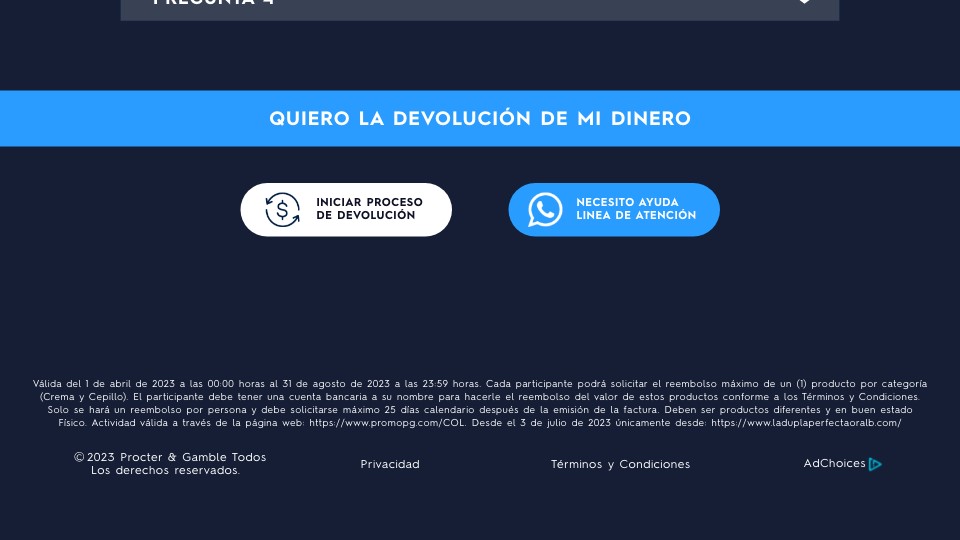 PREGUNTA 4
QUIERO LA DEVOLUCIÓN DE MI DINERO
INICIAR PROCESO
DE DEVOLUCIÓN
NECESITO AYUDA
LINEA DE ATENCIÓN
Válida del 1 de abril de 2023 a las 00:00 horas al 31 de agosto de 2023 a las 23:59 horas. Cada participante podrá solicitar el reembolso máximo de un (1) producto por categoría
(Crema y Cepillo). El participante debe tener una cuenta bancaria a su nombre para hacerle el reembolso del valor de estos productos conforme a los Términos y Condiciones.
Solo se hará un reembolso por persona y debe solicitarse máximo 25 días calendario después de la emisión de la factura. Deben ser productos diferentes y en buen estado
Físico. Actividad válida a través de la página web: https://www.promopg.com/COL. Desde el 3 de julio de 2023 únicamente desde: https://www.laduplaperfectaoralb.com/
© 2023 Procter & Gamble Todos
Los derechos reservados.
Privacidad
Términos y Condiciones
AdChoices